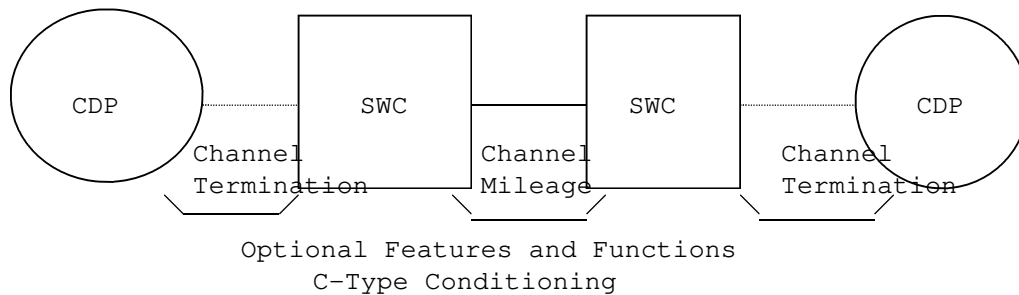 CDP SWC SWC CDP
Channel Channel Channel
Termination Mileage Termination
Optional Features and Functions
C-Type Conditioning